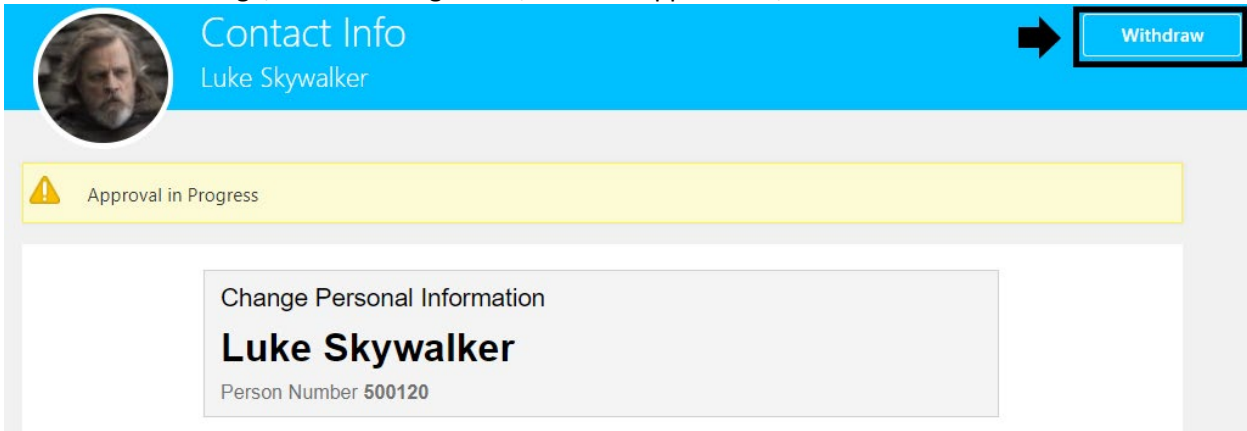 Contact Info
Withdraw
Luke Skywalker
Approval in Progress
Change Personal Information
Luke Skywalker
Person Number 500120